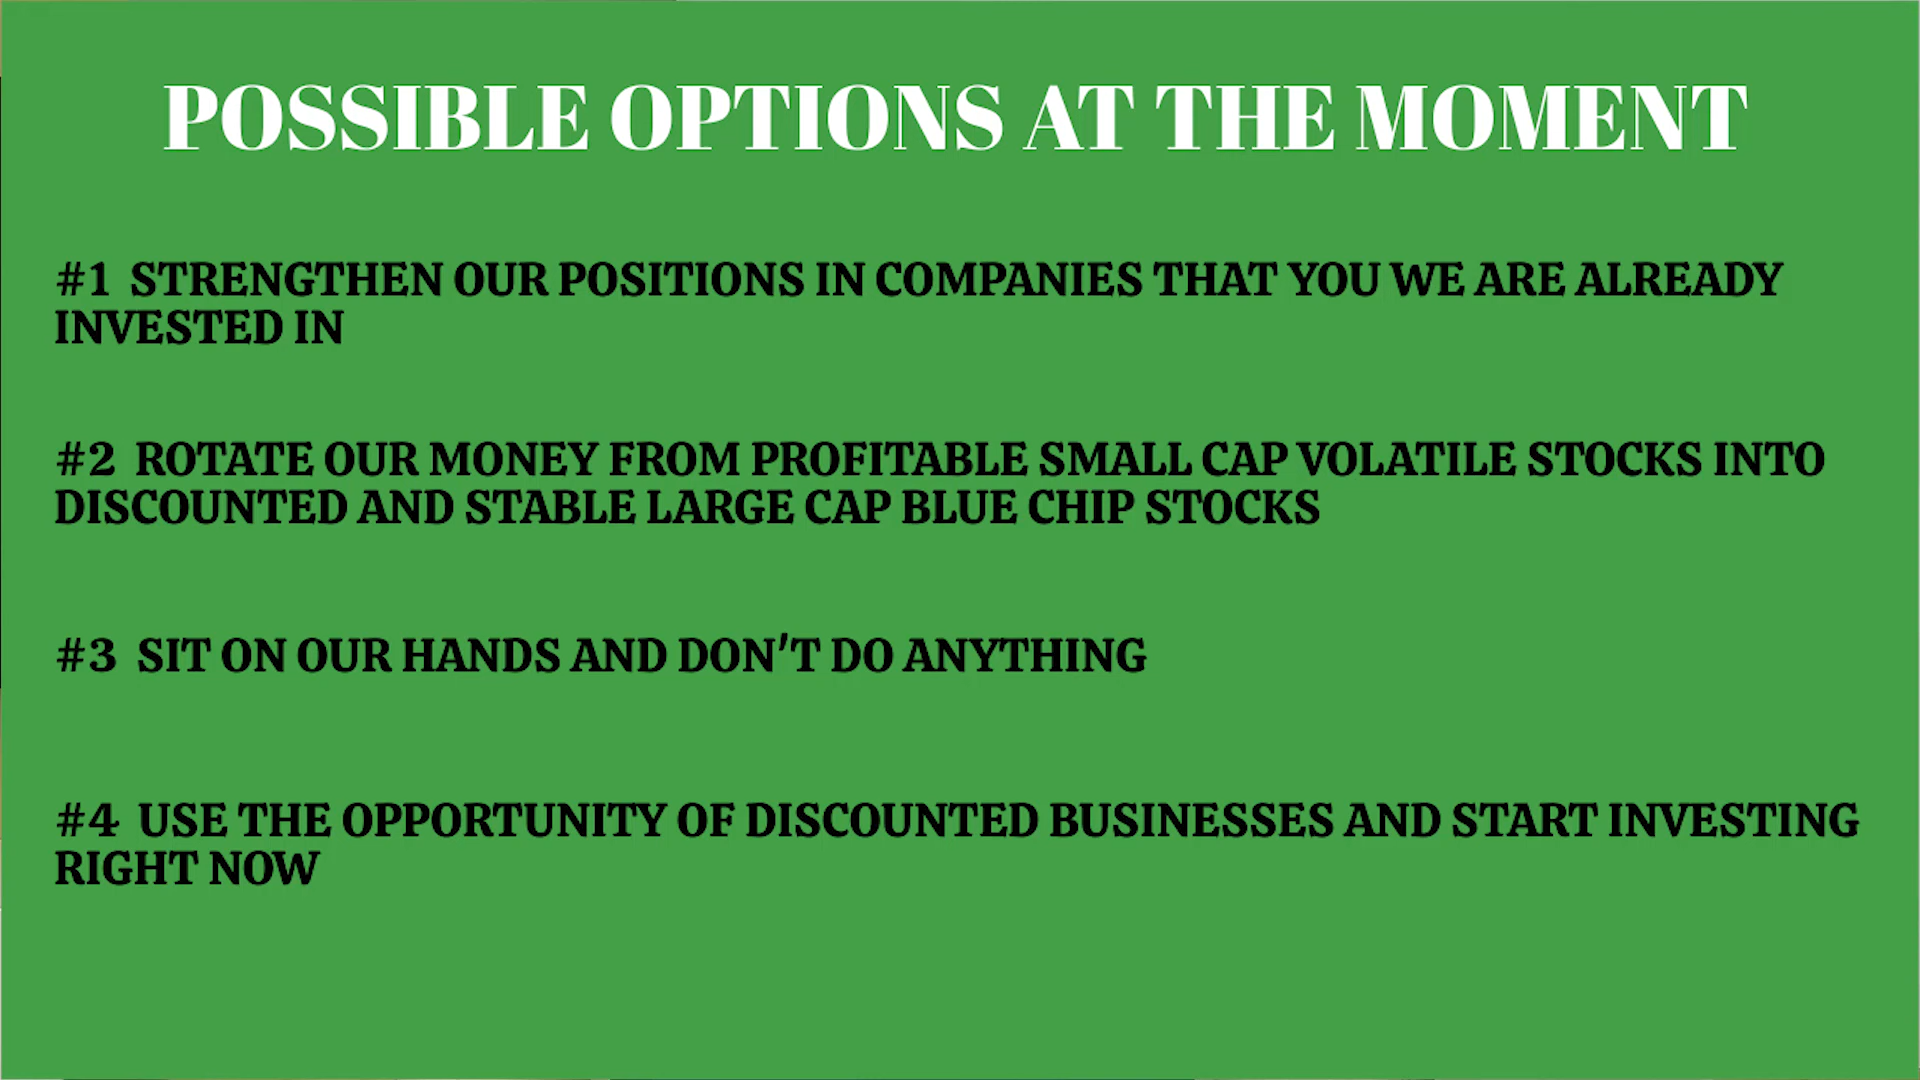 POSSIBLE OPTIONS AT THE MOMENT
#1 STRENGTHEN OUR POSITIONS IN COMPANIES THAT YOU WE ARE ALREADY
INVESTED IN
#2 ROTATE OUR MONEY FROM PROFITABLE SMALL CAP VOLATILE STOCKS INTO
DISCOUNTED AND STABLE LARGE CAP BLUE CHIP STOCKS
#3 SIT ON OUR HANDS AND DON'T DO ANYTHING
#4 USE THE OPPORTUNITY OF DISCOUNTED BUSINESSES AND START INVESTING
RIGHT NOW